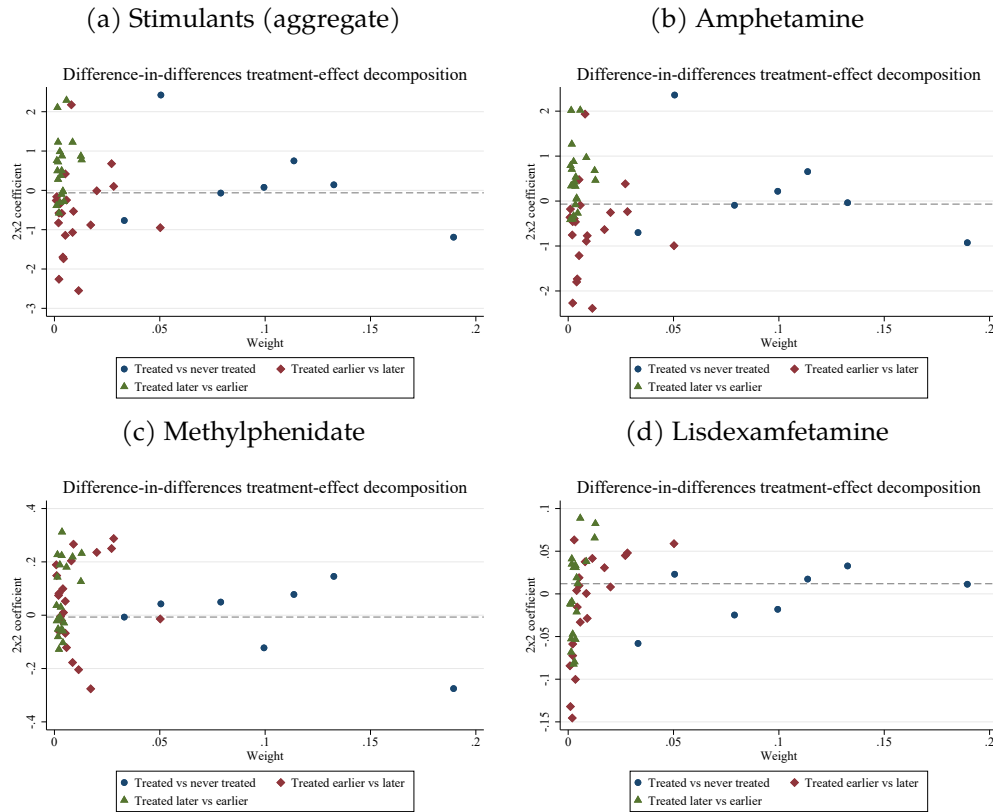 (a) Stimulants (aggregate)
Difference-in-differences treatment-effect decomposition
2x2 coefficient
2
1
0
-1
-2
-3
0
.05
.1
.15
.2
Weight
Treated vs never treated
Treated earlier vs later
Treated later vs earlier
(b) Amphetamine
Difference-in-differences treatment-effect decomposition
2x2 coefficient
2
1
0
-1
-2
0
.05
.1
.15
.2
Weight
Treated vs never treated
Treated earlier vs later
Treated later vs earlier
(c) Methylphenidate
Difference-in-differences treatment-effect decomposition
2x2 coefficient
.4
.2
0
-.2
-.4
0
.05
.1
.15
.2
Weight
Treated vs never treated
Treated earlier vs later
Treated later vs earlier
(d) Lisdexamfetamine
Difference-in-differences treatment-effect decomposition
2x2 coefficient
.1
.05
0
-.05
-.1
-.15
0
.05
.1
.15
.2
Weight
Treated vs never treated
Treated earlier vs later
Treated later vs earlier